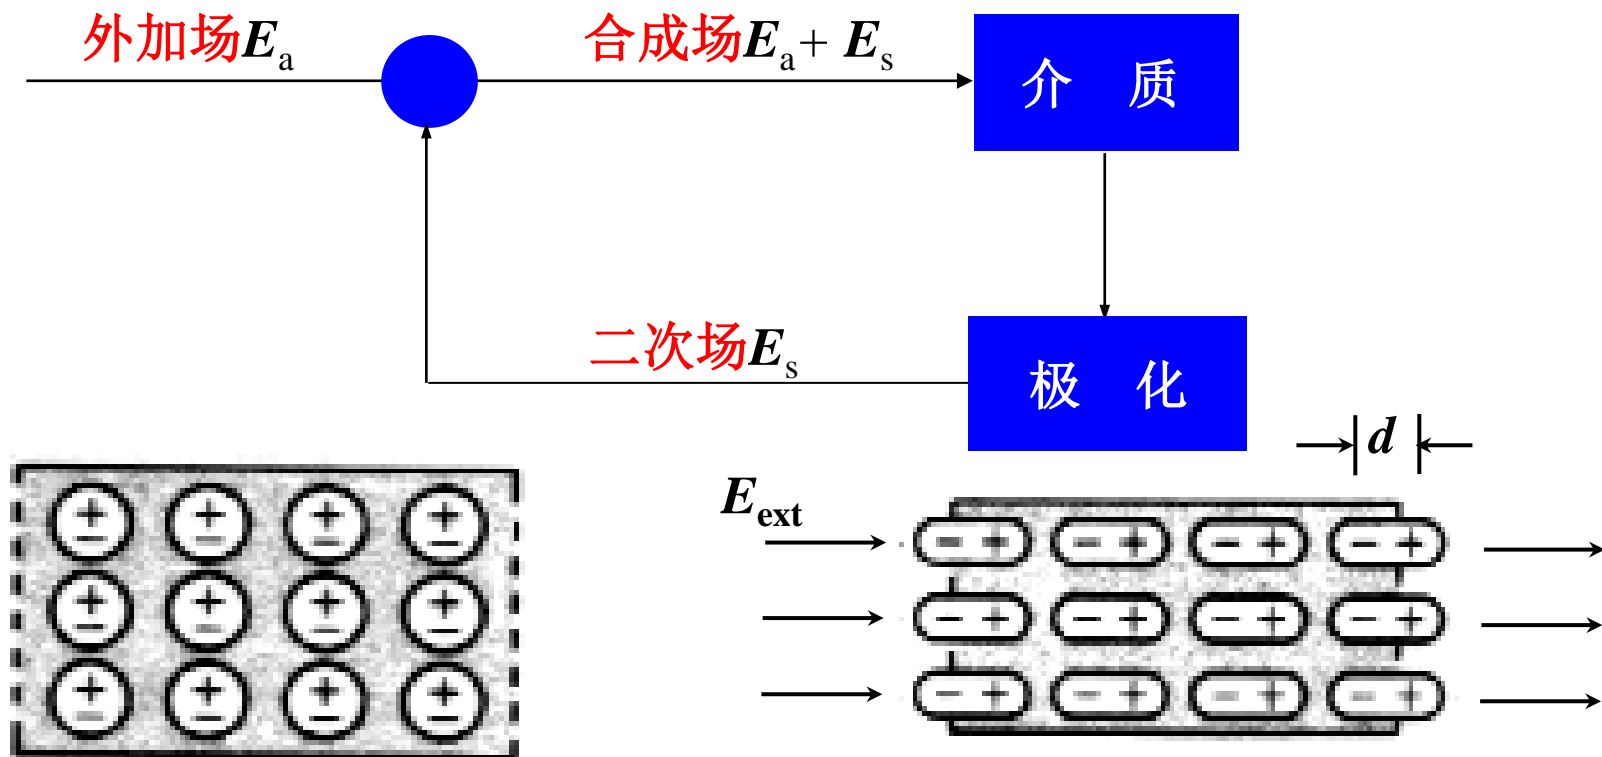 外加场Ea
合成场Ea+ Es
介 质
二次场Es
极 化
d
Eext
± ± ± ±
± ± ± ±
± ± ± ±
- + - + - + - +
- + - + - + - +
- + - + - + - +